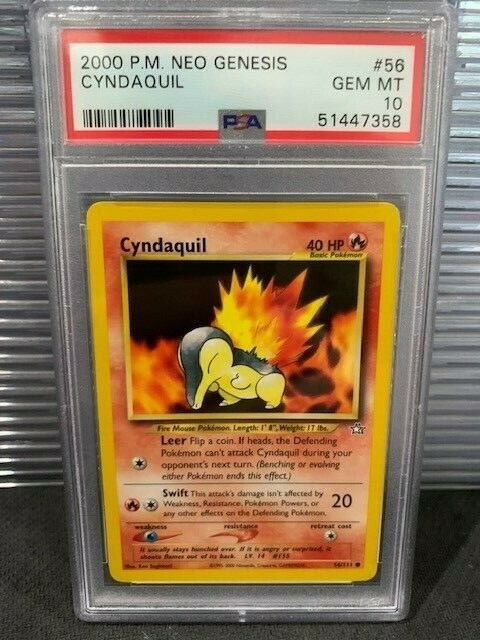 2000 P.M. NEO GENESIS #56
CYNDAQUIL GEM MT
10
PSA 51447358
Cyndaquil 40 HP
Basic Pokémon
Fire Mouse Pokémon. Length: 1' 8", Weight: 17 lbs.
Leer Flip a coin. If heads, the Defending
Pokémon can't attack Cyndaquil during your
opponent's next turn. (Benching or evolving
either Pokémon ends this effect.)
Swift This attack's damage isn't affected by
Weakness, Resistance, Pokémon Powers, or 20
any other effects on the Defending Pokémon.
weakness resistance retreat cost
It usually stays hunched over. If it is angry or surprised, it
shoots flames out of its back. LV. 14 #155
Illus. Ken Sugimori 56/111